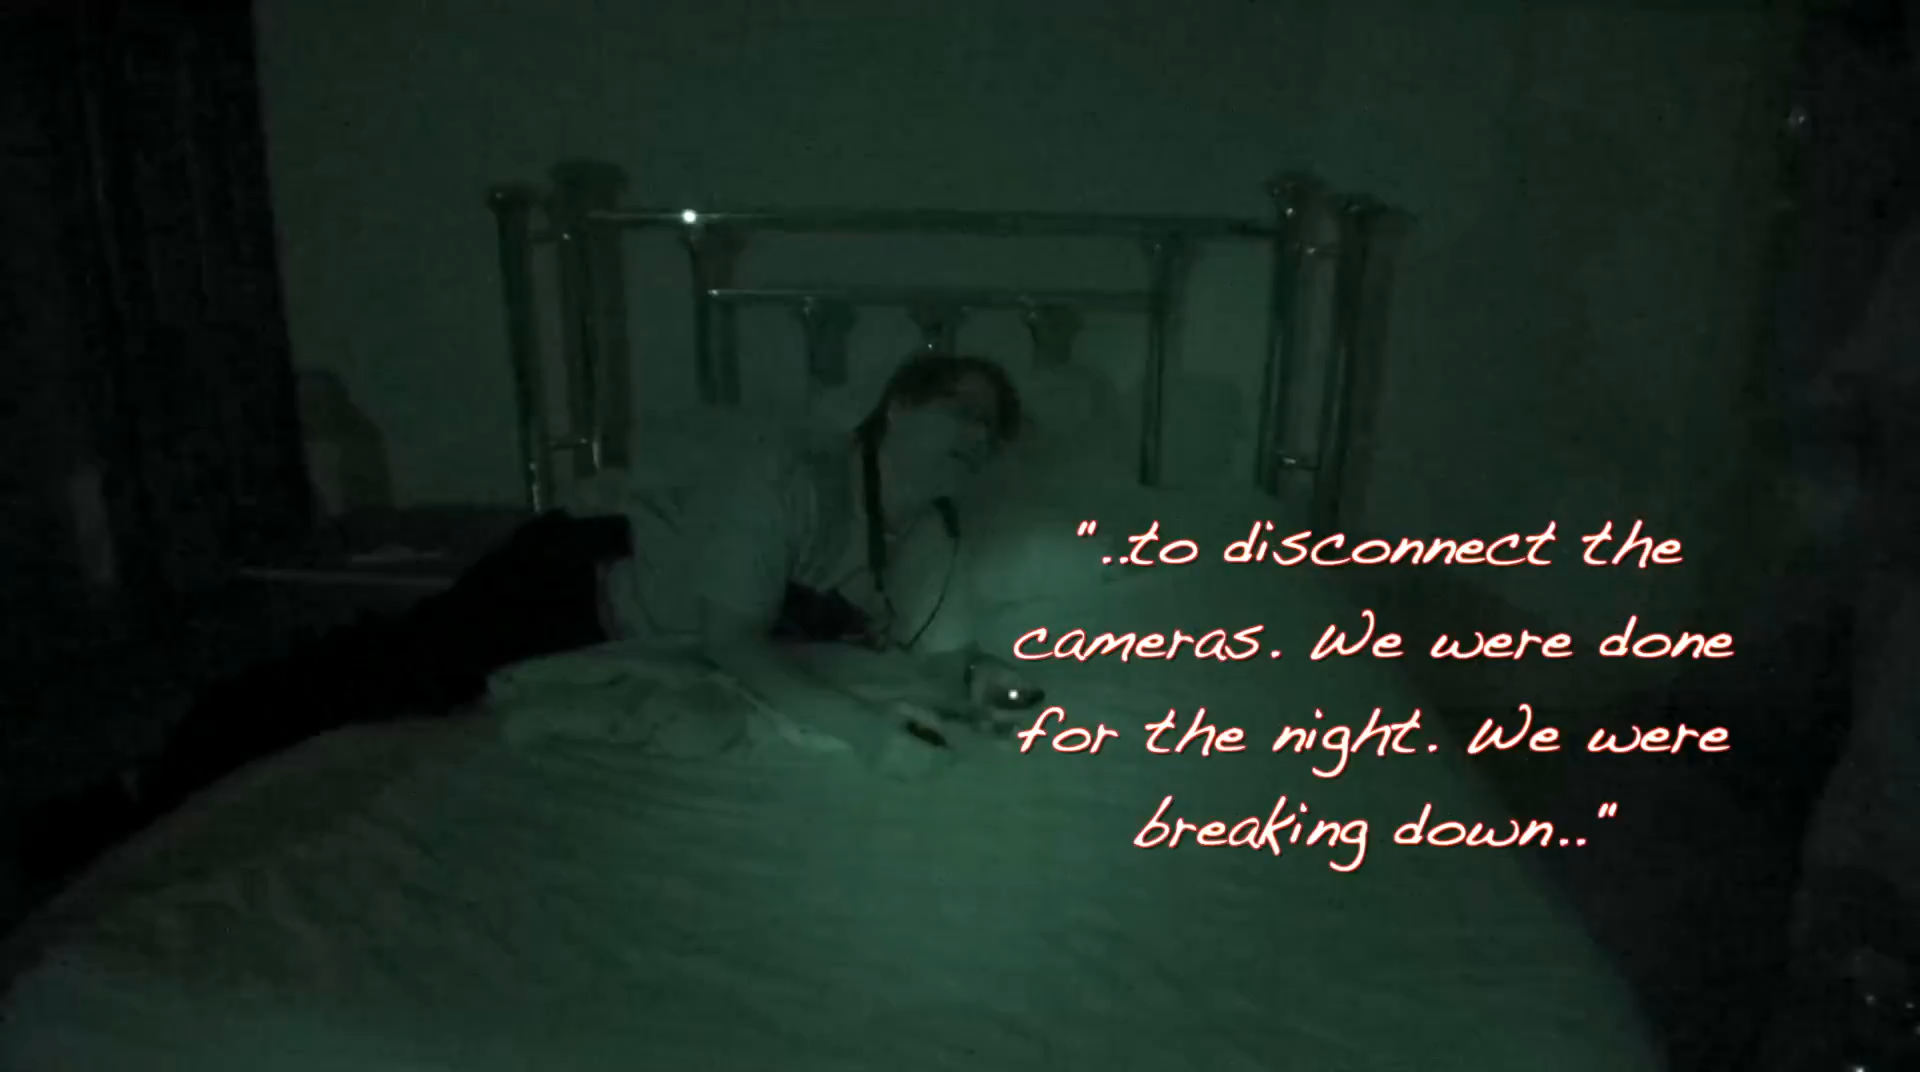 "..to disconnect the
cameras. We were done
for the night. We were
breaking down.."